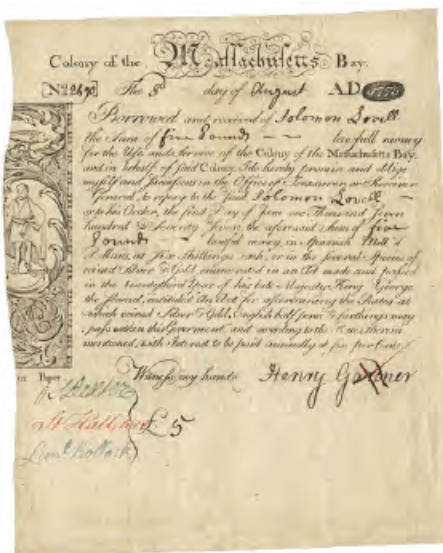 Colony of the Massachusetts Bay.
The 8d day of August AD 1775
Borrowed and received of Solomon Lovell
the Sum of five Pounds lawful money
for the Use and Service of the Colony of the Massachusetts Bay,
and in behalf of said Colony, I do hereby promise and oblige
myself and Successors in the Office of Treasurer, or Receiver
General, to repay to the said Solomon Lovell
or to his Order, the first Day of June one Thousand Seven
hundred & Seventy Seven, the aforesaid Sum of five
Pounds lawful money, in Spanish Mill'd
Dollars, at Six Shillings each, or in the several Species of
coined Silver & Gold, enumerated in an Act made and passed
in the twenty third Year of his late Majesty King George
the second, entituled An Act for ascertaining the Rates at
which coined Silver & Gold, English half pence & farthings may
pass within this Goverment, and according to the Rates therein
mentioned, with Interest to be paid annually at six per cent.
Witness my hand Henry Gardner
£5